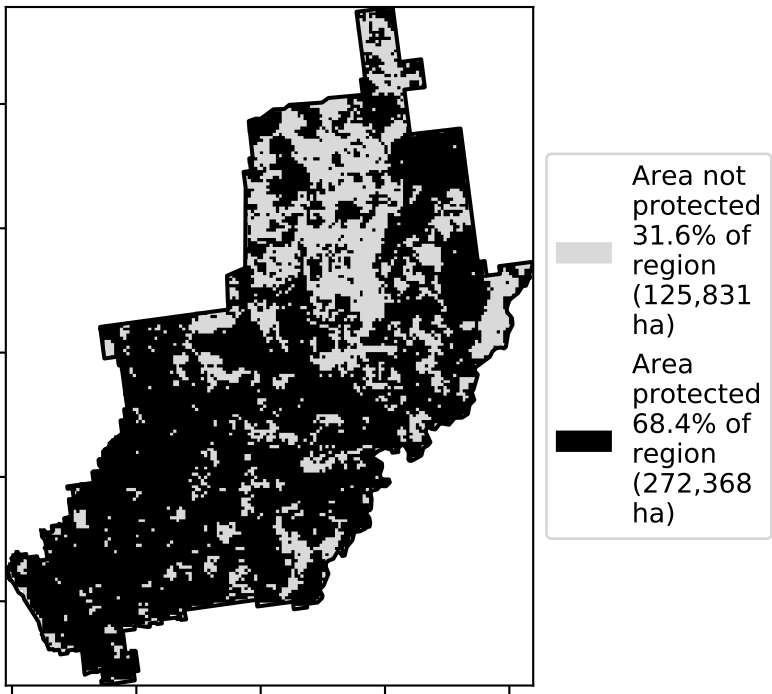 Area not
protected
31.6% of
region
(125,831
ha)
Area
protected
68.4% of
region
(272,368
ha)